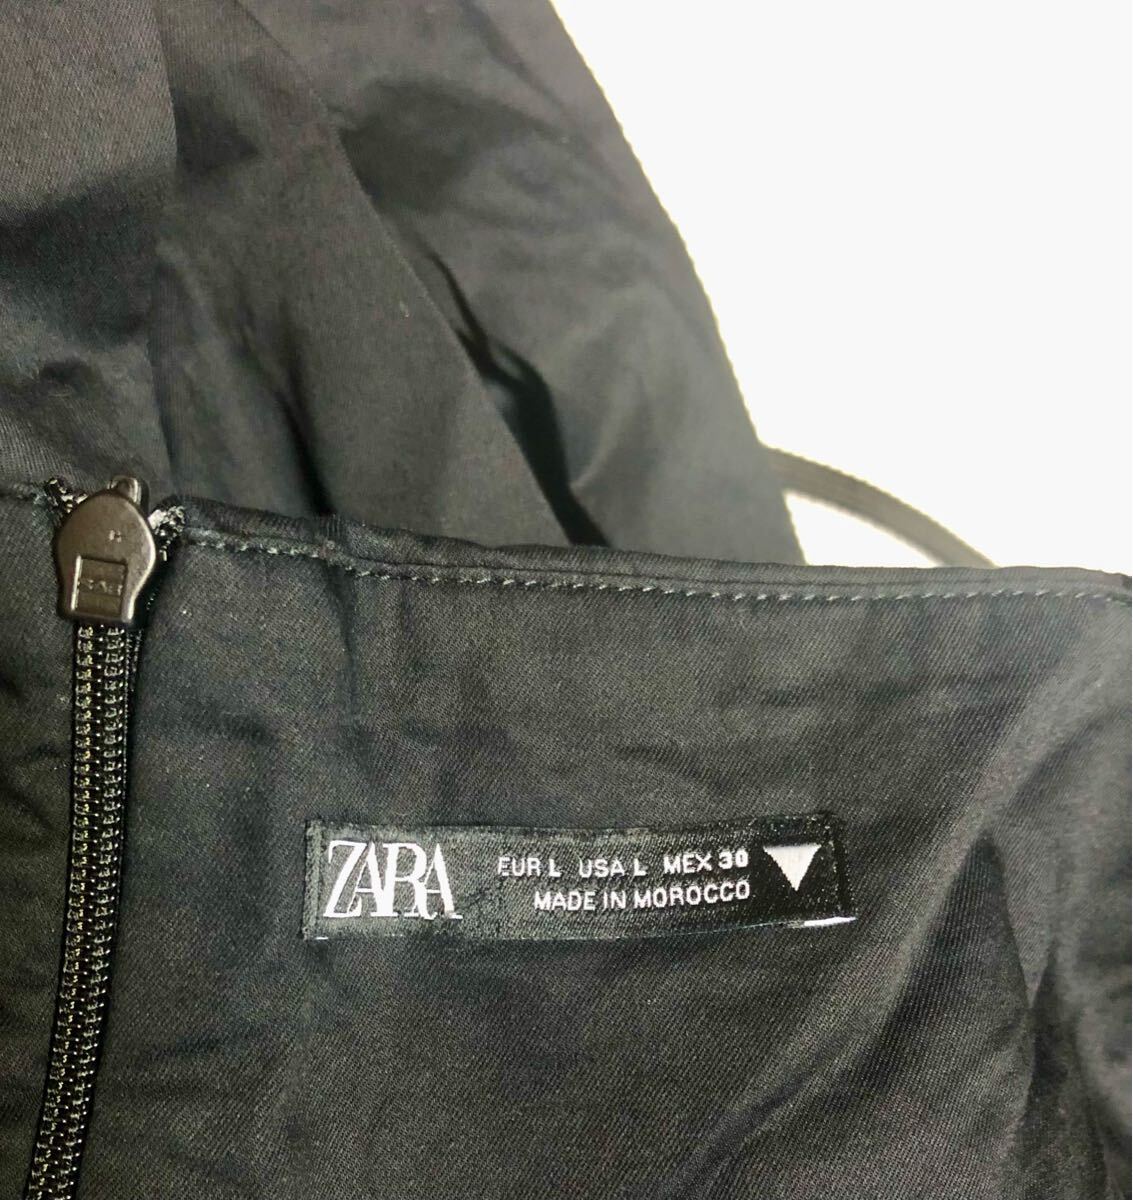 ZARA
EUR L USA L MEX 30
MADE IN MOROCCO